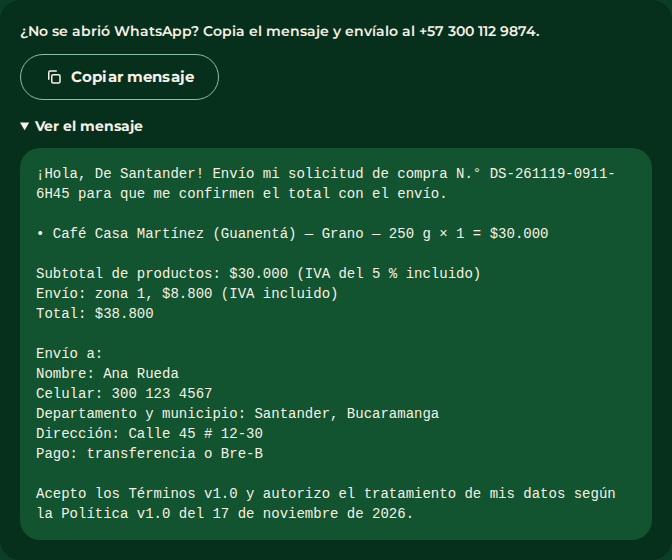 ¿No se abrió WhatsApp? Copia el mensaje y envíalo al +57 300 112 9874.
Copiar mensaje
▼ Ver el mensaje
¡Hola, De Santander! Envío mi solicitud de compra N.° DS-261119-0911-
6H45 para que me confirmen el total con el envío.
• Café Casa Martínez (Guanentá) — Grano — 250 g × 1 = $30.000
Subtotal de productos: $30.000 (IVA del 5 % incluido)
Envío: zona 1, $8.800 (IVA incluido)
Total: $38.800
Envío a:
Nombre: Ana Rueda
Celular: 300 123 4567
Departamento y municipio: Santander, Bucaramanga
Dirección: Calle 45 # 12-30
Pago: transferencia o Bre-B
Acepto los Términos v1.0 y autorizo el tratamiento de mis datos según
la Política v1.0 del 17 de noviembre de 2026.